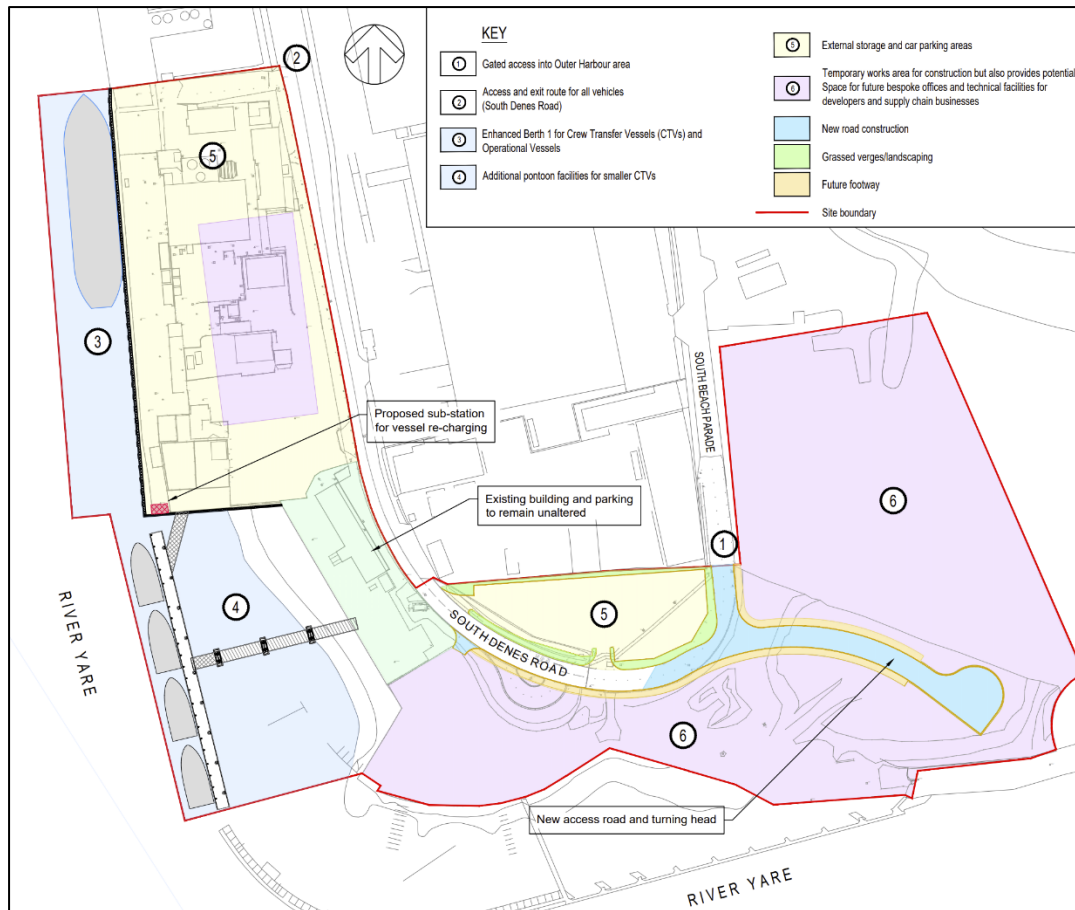 KEY
1 Gated access into Outer Harbour area
2 Access and exit route for all vehicles
(South Denes Road)
3 Enhanced Berth 1 for Crew Transfer Vessels (CTVs) and
Operational Vessels
4 Additional pontoon facilities for smaller CTVs
5 External storage and car parking areas
6 Temporary works area for construction but also provides potential
Space for future bespoke offices and technical facilities for
developers and supply chain businesses
New road construction
Grassed verges/landscaping
Future footway
Site boundary
2
5
3
Proposed sub-station
for vessel re-charging
SOUTH BEACH PARADE
Existing building and parking
to remain unaltered
6
1
4
5
RIVER YARE
SOUTH DENES ROAD
6
New access road and turning head
RIVER YARE